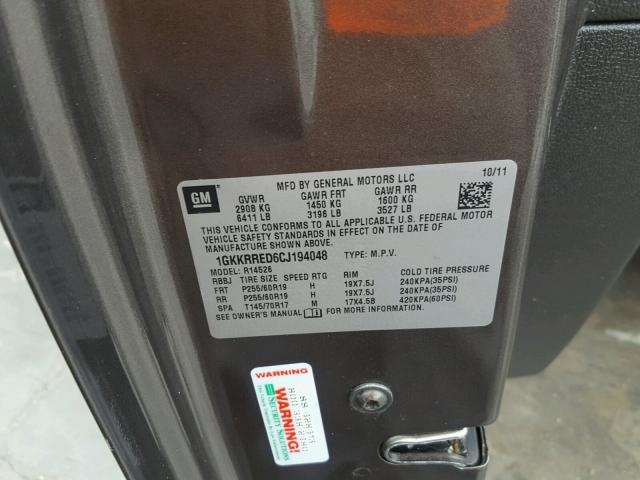 GM
MFD BY GENERAL MOTORS LLC
10/11
GVWR GAWR FRT GAWR RR
2908 KG 1450 KG 1600 KG
6411 LB 3196 LB 3527 LB
THIS VEHICLE CONFORMS TO ALL APPLICABLE U.S. FEDERAL MOTOR
VEHICLE SAFETY STANDARDS IN EFFECT ON THE DATE OF
MANUFACTURE SHOWN ABOVE.
1GKKRRED6CJ194048 TYPE: M.P.V.
MODEL: R14526
RBBJ TIRE SIZE SPEED RTG RIM COLD TIRE PRESSURE
FRT P255/60R19 H 19X7.5J 240KPA(35PSI)
RR P255/60R19 H 19X7.5J 240KPA(35PSI)
SPA T145/70R17 M 17X4.5B 420KPA(60PSI)
SEE OWNER'S MANUAL FOR MORE INFORMATION.
WARNING
WARNING!
SECURITY SOLUTIONS